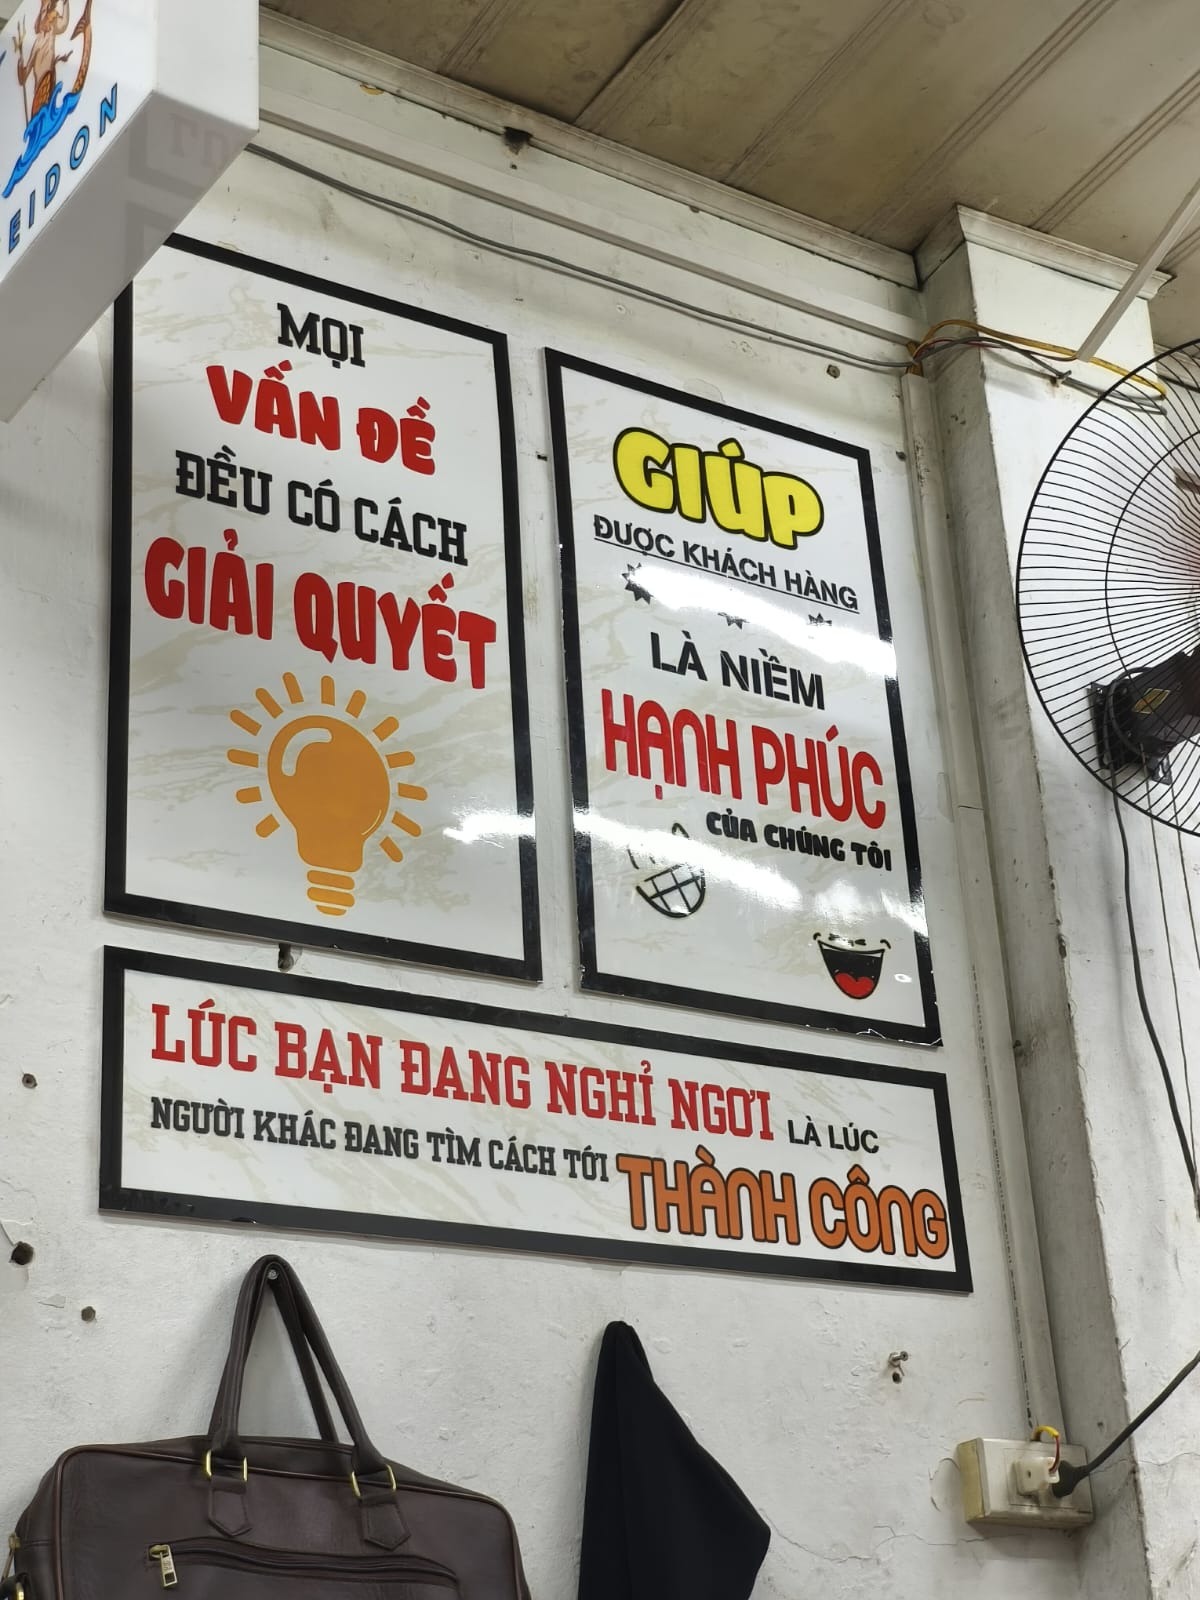 EIDON
MỌI
VẤN ĐỀ
ĐỀU CÓ CÁCH
GIẢI QUYẾT
GIÚP
ĐƯỢC KHÁCH HÀNG
LÀ NIỀM
HẠNH PHÚC
CỦA CHÚNG TÔI
LÚC BẠN ĐANG NGHỈ NGƠI LÀ LÚC
NGƯỜI KHÁC ĐANG TÌM CÁCH TỚI THÀNH CÔNG